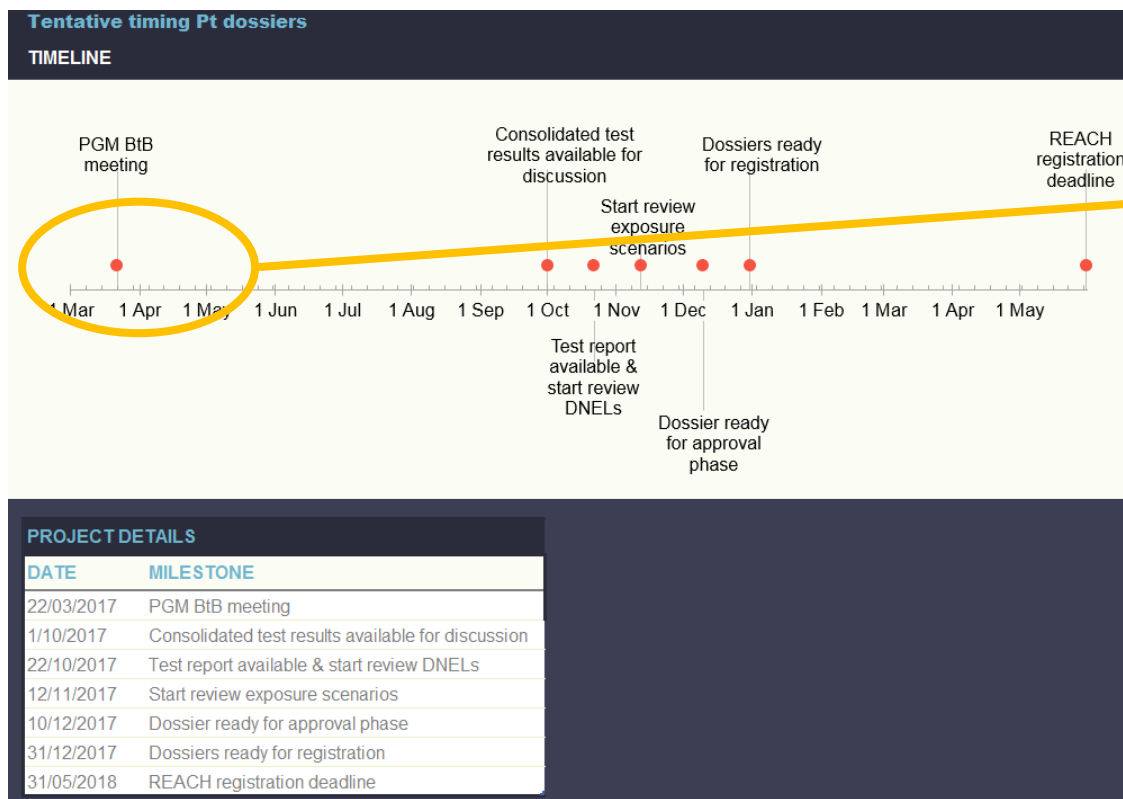 Tentative timing Pt dossiers
TIMELINE
PGM BtB
meeting
Consolidated test
results available for
discussion
Start review
exposure
scenarios
Dossiers ready
for registration
REACH
registration
deadline
1 Mar 1 Apr 1 May 1 Jun 1 Jul 1 Aug 1 Sep 1 Oct 1 Nov 1 Dec 1 Jan 1 Feb 1 Mar 1 Apr 1 May
Test report
available &
start review
DNELs
Dossier ready
for approval
phase
PROJECT DETAILS
DATE MILESTONE
22/03/2017 PGM BtB meeting
1/10/2017 Consolidated test results available for discussion
22/10/2017 Test report available & start review DNELs
12/11/2017 Start review exposure scenarios
10/12/2017 Dossier ready for approval phase
31/12/2017 Dossiers ready for registration
31/05/2018 REACH registration deadline